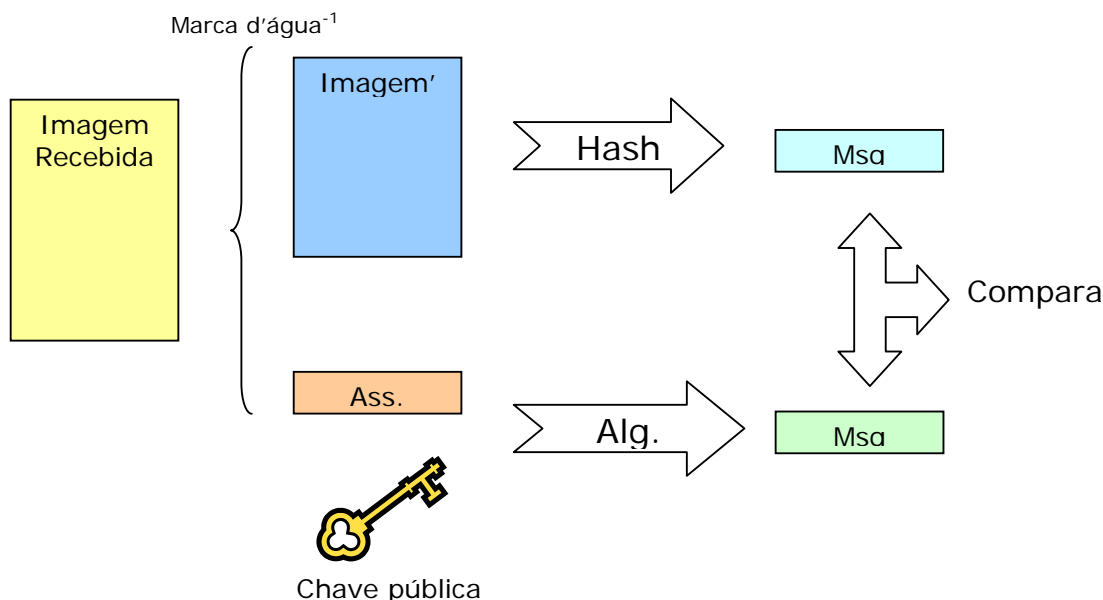 Marca d'água-1
Imagem
Recebida
Imagem'
Hash
Msg
Compara
Ass.
Alg.
Msg
Chave pública